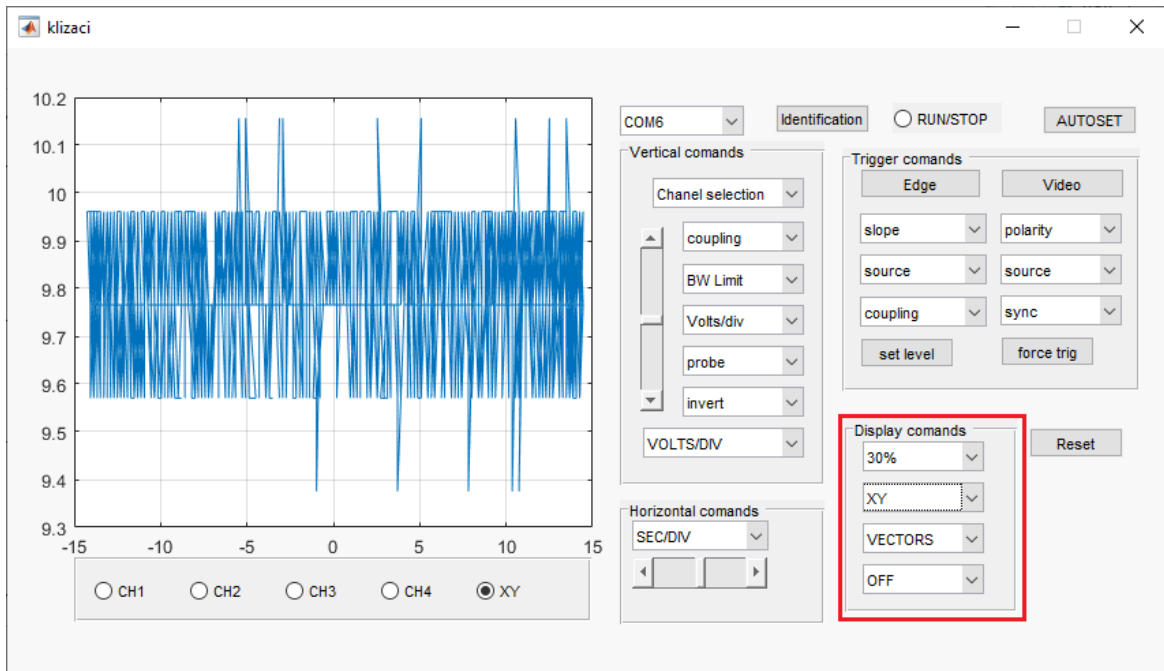 klizaci
10.2
10.1
10
9.9
9.8
9.7
9.6
9.5
9.4
9.3
-15
-10
-5
0
5
10
15
CH1
CH2
CH3
CH4
XY
COM6
Identification
RUN/STOP
AUTOSET
Vertical comands
Chanel selection
coupling
BW Limit
Volts/div
probe
invert
VOLTS/DIV
Horizontal comands
SEC/DIV
Trigger comands
Edge
Video
slope
polarity
source
source
coupling
sync
set level
force trig
Display comands
30%
XY
VECTORS
OFF
Reset